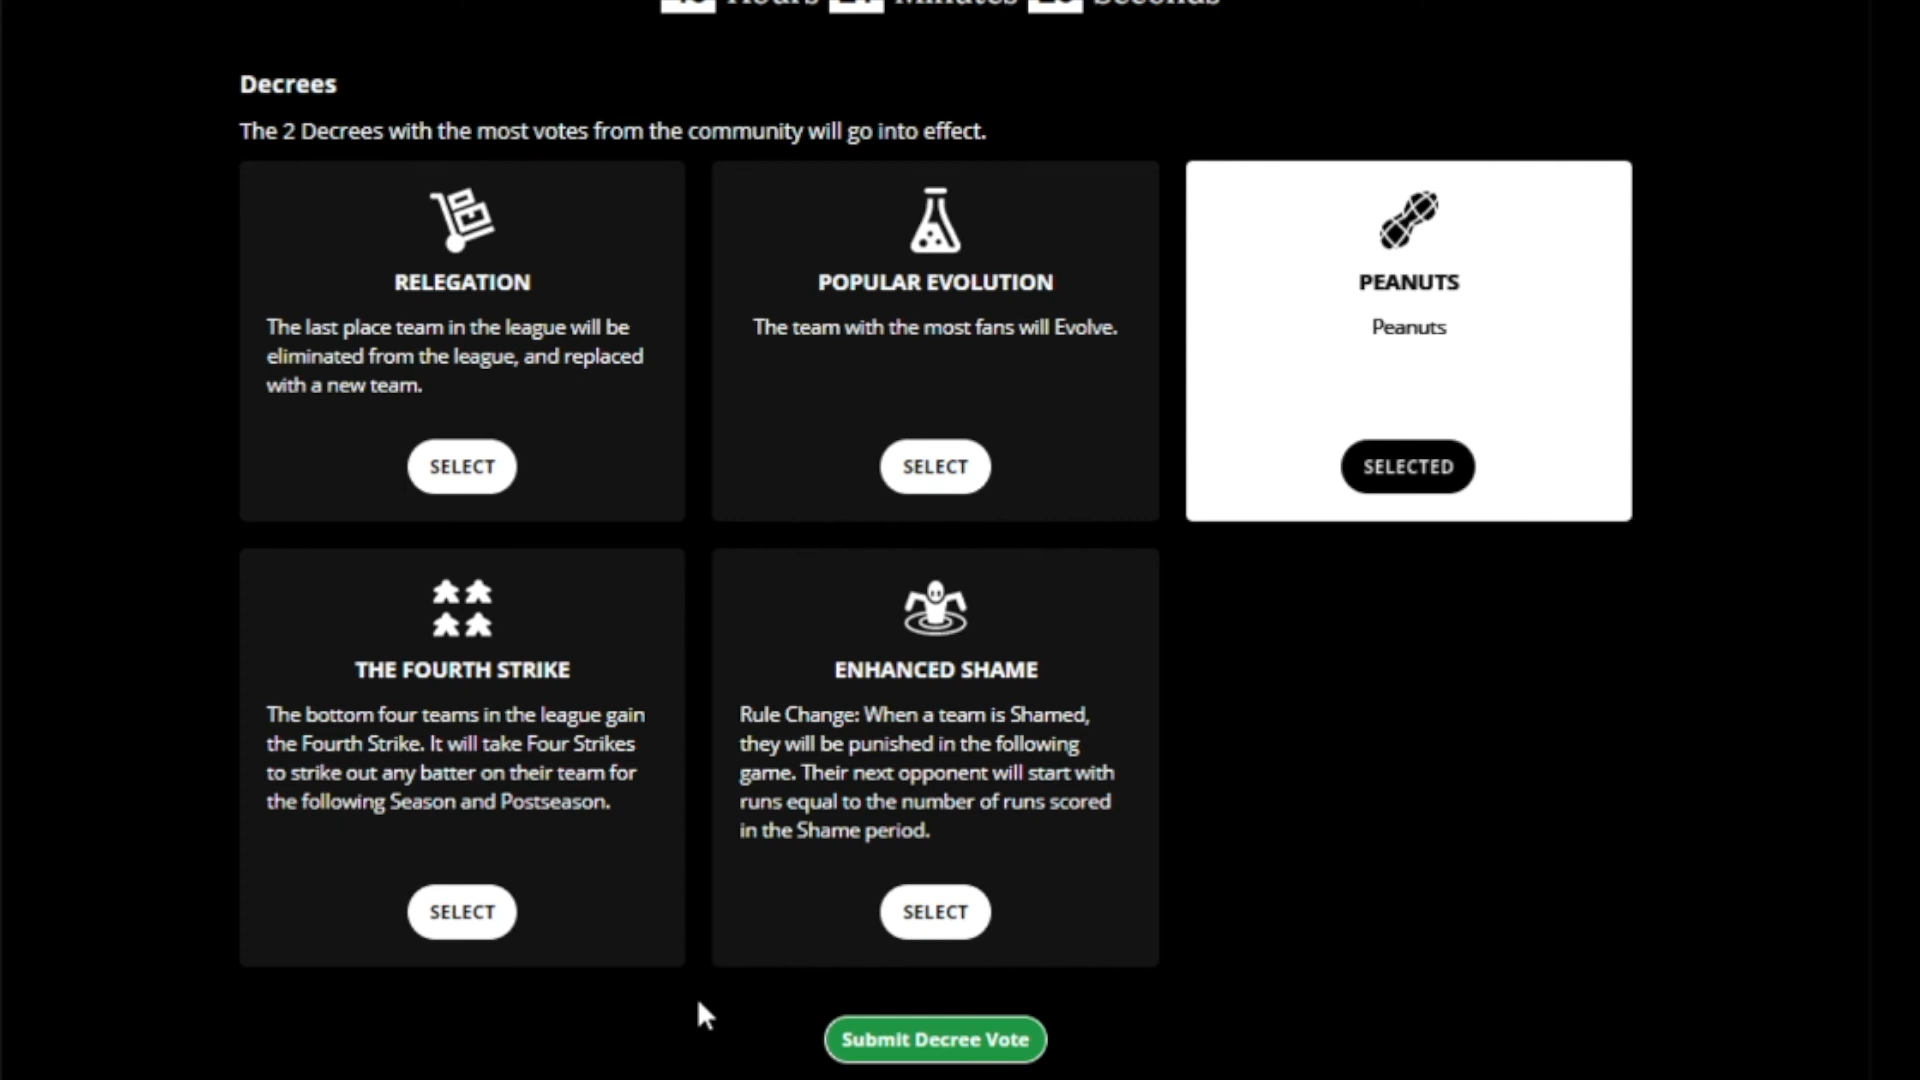 Hours Minutes Seconds
Decrees
The 2 Decrees with the most votes from the community will go into effect.
RELEGATION
The last place team in the league will be
eliminated from the league, and replaced
with a new team.
SELECT
POPULAR EVOLUTION
The team with the most fans will Evolve.
SELECT
PEANUTS
Peanuts
SELECTED
THE FOURTH STRIKE
The bottom four teams in the league gain
the Fourth Strike. It will take Four Strikes
to strike out any batter on their team for
the following Season and Postseason.
SELECT
ENHANCED SHAME
Rule Change: When a team is Shamed,
they will be punished in the following
game. Their next opponent will start with
runs equal to the number of runs scored
in the Shame period.
SELECT
Submit Decree Vote